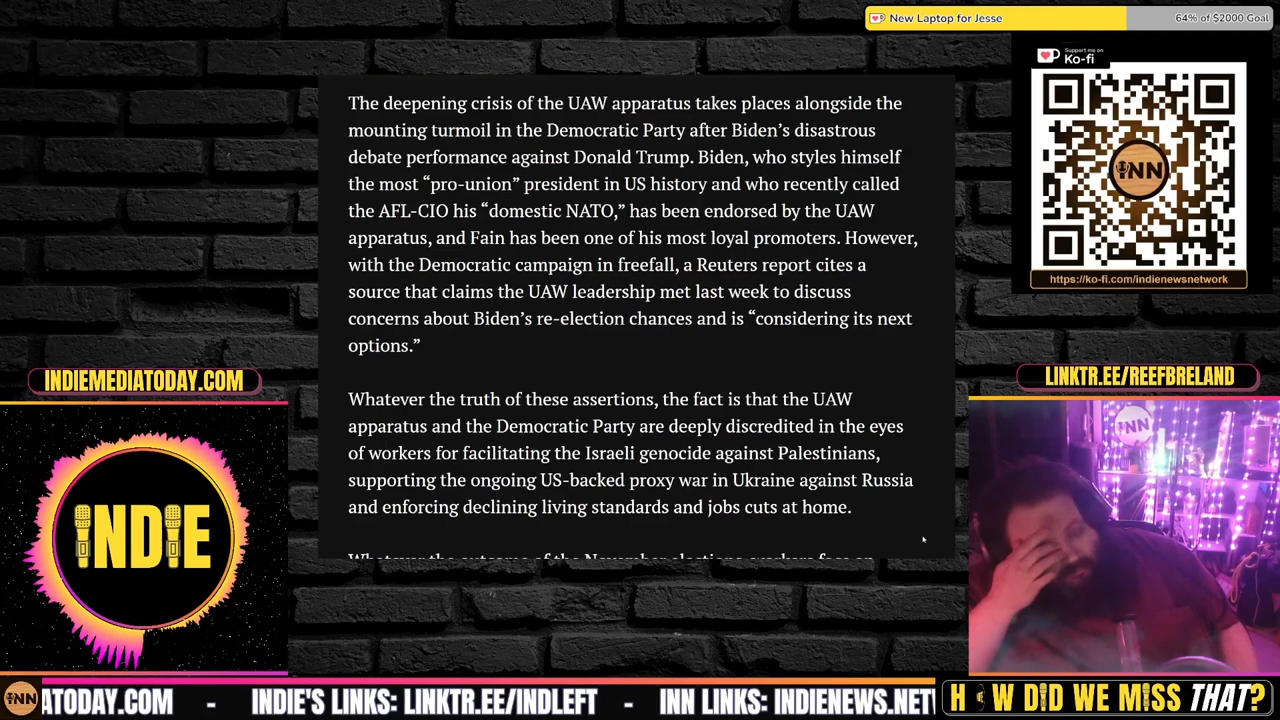 New Laptop for Jesse
64% of $2000 Goal
Support me on
Ko-fi
INN
https://ko-fi.com/indienewsnetwork
The deepening crisis of the UAW apparatus takes places alongside the
mounting turmoil in the Democratic Party after Biden’s disastrous
debate performance against Donald Trump. Biden, who styles himself
the most “pro-union” president in US history and who recently called
the AFL-CIO his “domestic NATO,” has been endorsed by the UAW
apparatus, and Fain has been one of his most loyal promoters. However,
with the Democratic campaign in freefall, a Reuters report cites a
source that clams the UAW leadership met last week to discuss
concerns about Biden’s re-election chances and is “considering its next
options.”
Whatever the truth of these assertions, the fact is that the UAW
apparatus and the Democratic Party are deeply discredited in the eyes
of workers for facilitating the Israeli genocide against Palestinians,
supporting the ongoing US-backed proxy war in Ukraine against Russia
and enforcing declining living standards and jobs cuts at home.
INDIEMEDIATODAY.COM
LINKTR.EE/REEFBRELAND
INDIE
INN
INN
ATODAY.COM - INDIE'S LINKS: LINKTR.EE/INDLEFT - INN LINKS: INDIENEWS.NETW
HOW DID WE MISS THAT?